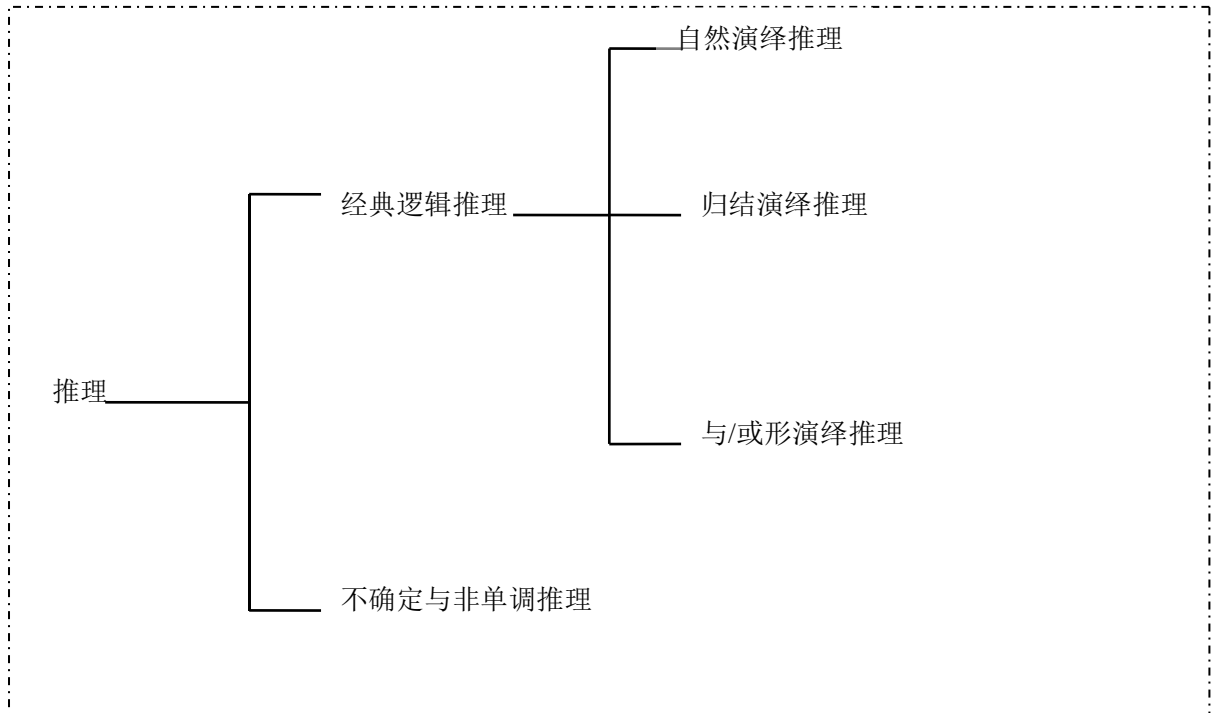 自然演绎推理
经典逻辑推理
归结演绎推理
推理
与/或形演绎推理
不确定与非单调推理